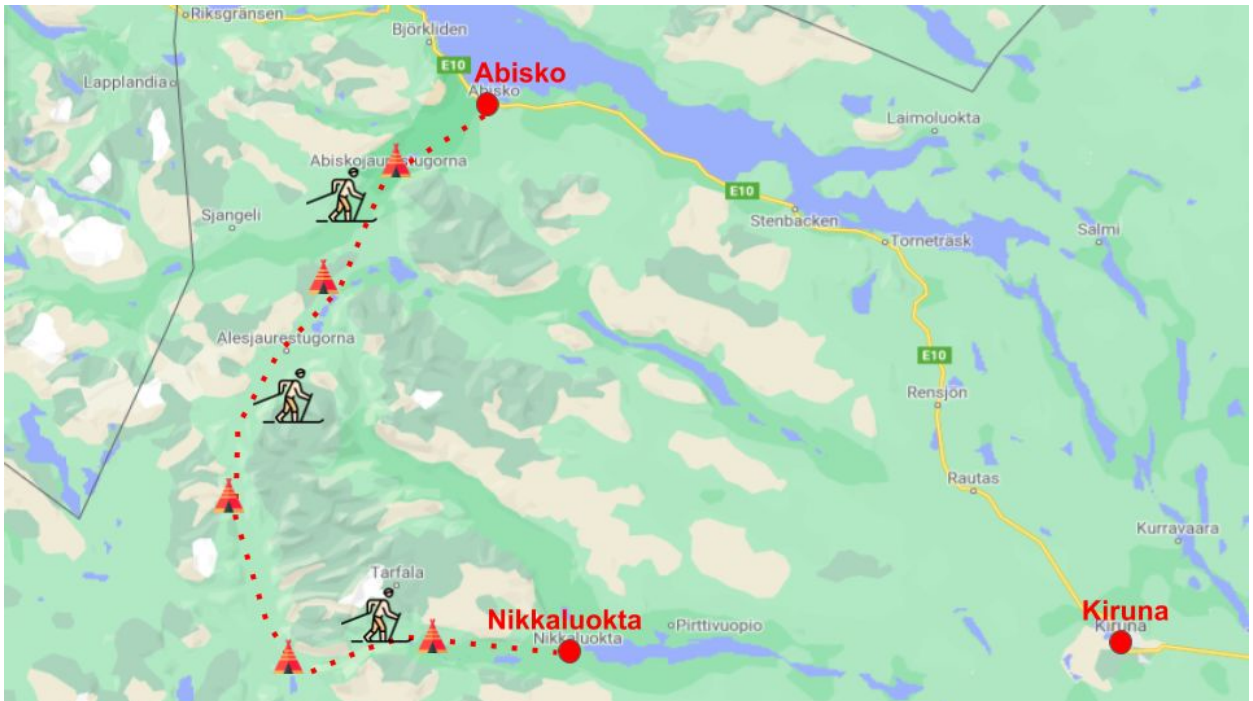 Riksgränsen
Björkliden
E10
Abisko
Abisko
Lapplandia
Laimoluokta
Abiskojaurestugorna
E10
Sjangeli
Stenbacken
Torneträsk
Salmi
Alesjaurestugorna
E10
Rensjön
Rautas
Kurravaara
Tarfala
Nikkaluokta
Nikkaluokta
Pirttivuopio
Kiruna
Kiruna